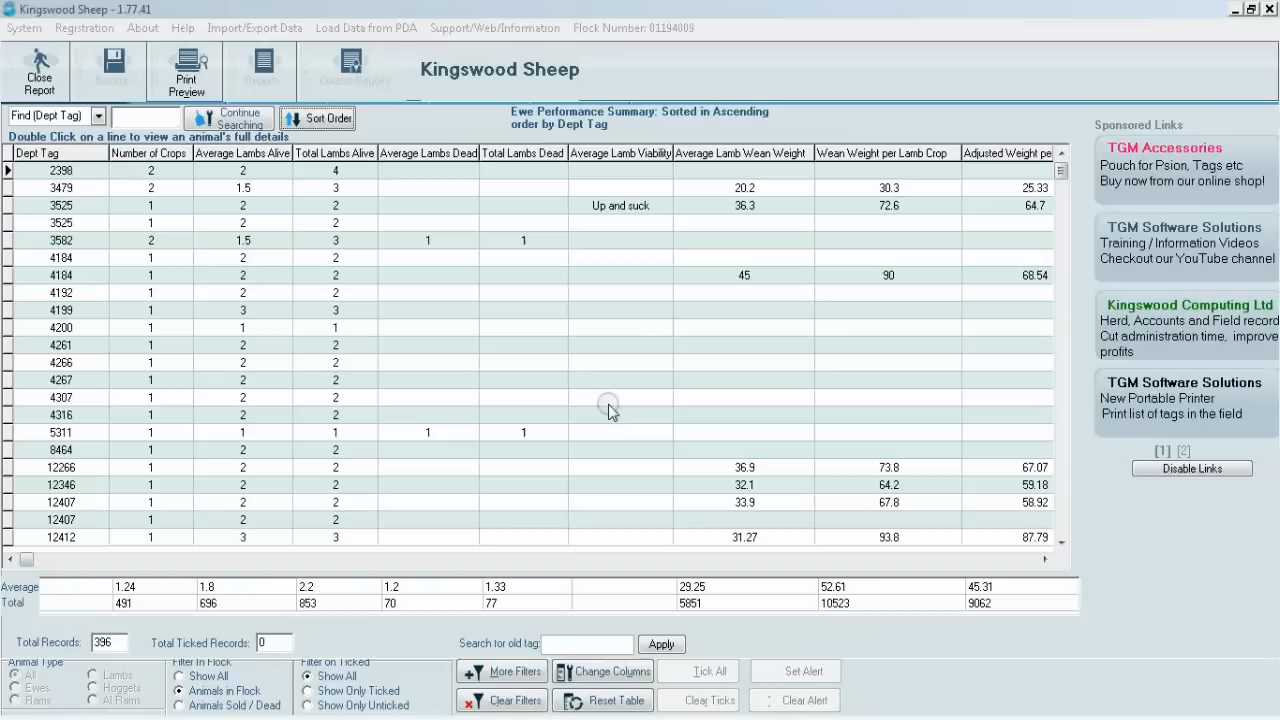 Kingswood Sheep - 1.77.41
System Registration About Help Import/Export Data Load Data from PDA Support/Web/Information Flock Number: 01194009
Close Report
Print Preview
Kingswood Sheep
Find (Dept Tag)
Continue Searching
Sort Order
Ewe Performance Summary: Sorted in Ascending
order by Dept Tag
Double Click on a line to view an animal's full details
Dept Tag Number of Crops Average Lambs Alive Total Lambs Alive Average Lambs Dead Total Lambs Dead Average Lamb Viability Average Lamb Wean Weight Wean Weight per Lamb Crop Adjusted Weight pe
2398 2 2 4
3479 2 1.5 3 20.2 30.3 25.33
3525 1 2 2 Up and suck 36.3 72.6 64.7
3525 1 2 2
3582 2 1.5 3 1 1
4184 1 2 2
4184 1 2 2 45 90 68.54
4192 1 2 2
4199 1 3 3
4200 1 1 1
4261 1 2 2
4266 1 2 2
4267 1 2 2
4307 1 2 2
4316 1 2 2
5311 1 1 1 1 1
8464 1 2 2
12266 1 2 2 36.9 73.8 67.07
12346 1 2 2 32.1 64.2 59.18
12407 1 2 2 33.9 67.8 58.92
12407 1 2 2
12412 1 3 3 31.27 93.8 87.79
Average 1.24 1.8 2.2 1.2 1.33 29.25 52.61 45.31
Total 491 696 853 70 77 5851 10523 9062
Total Records: 396 Total Ticked Records: 0 Search for old tag: Apply
Animal Type
All
Ewes
Rams
Lambs
Hoggets
AI Rams
Filter In Flock
Show All
Animals in Flock
Animals Sold / Dead
Filter on Ticked
Show All
Show Only Ticked
Show Only Unticked
More Filters Change Columns Tick All Set Alert
Clear Filters Reset Table Clear Ticks Clear Alert
Sponsored Links
TGM Accessories
Pouch for Psion, Tags etc
Buy now from our online shop!
TGM Software Solutions
Training / Information Videos
Checkout our YouTube channel
Kingswood Computing Ltd
Herd, Accounts and Field record
Cut administration time, improve
profits
TGM Software Solutions
New Portable Printer
Print list of tags in the field
[1] [2]
Disable Links